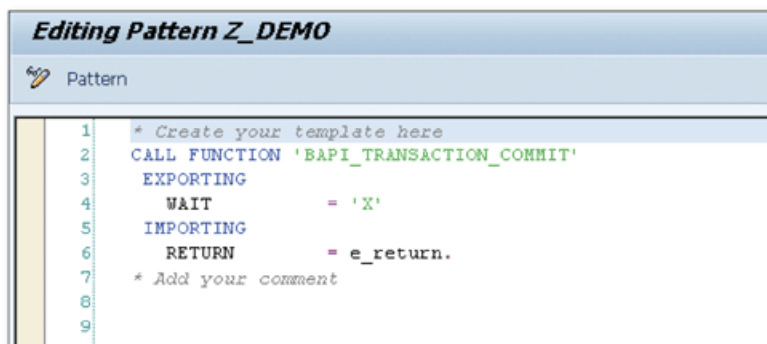 Editing Pattern Z_DEMO
Pattern
1 * Create your template here
2 CALL FUNCTION 'BAPI_TRANSACTION_COMMIT'
3 EXPORTING
4 WAIT = 'X'
5 IMPORTING
6 RETURN = e_return.
7 * Add your comment
8
9